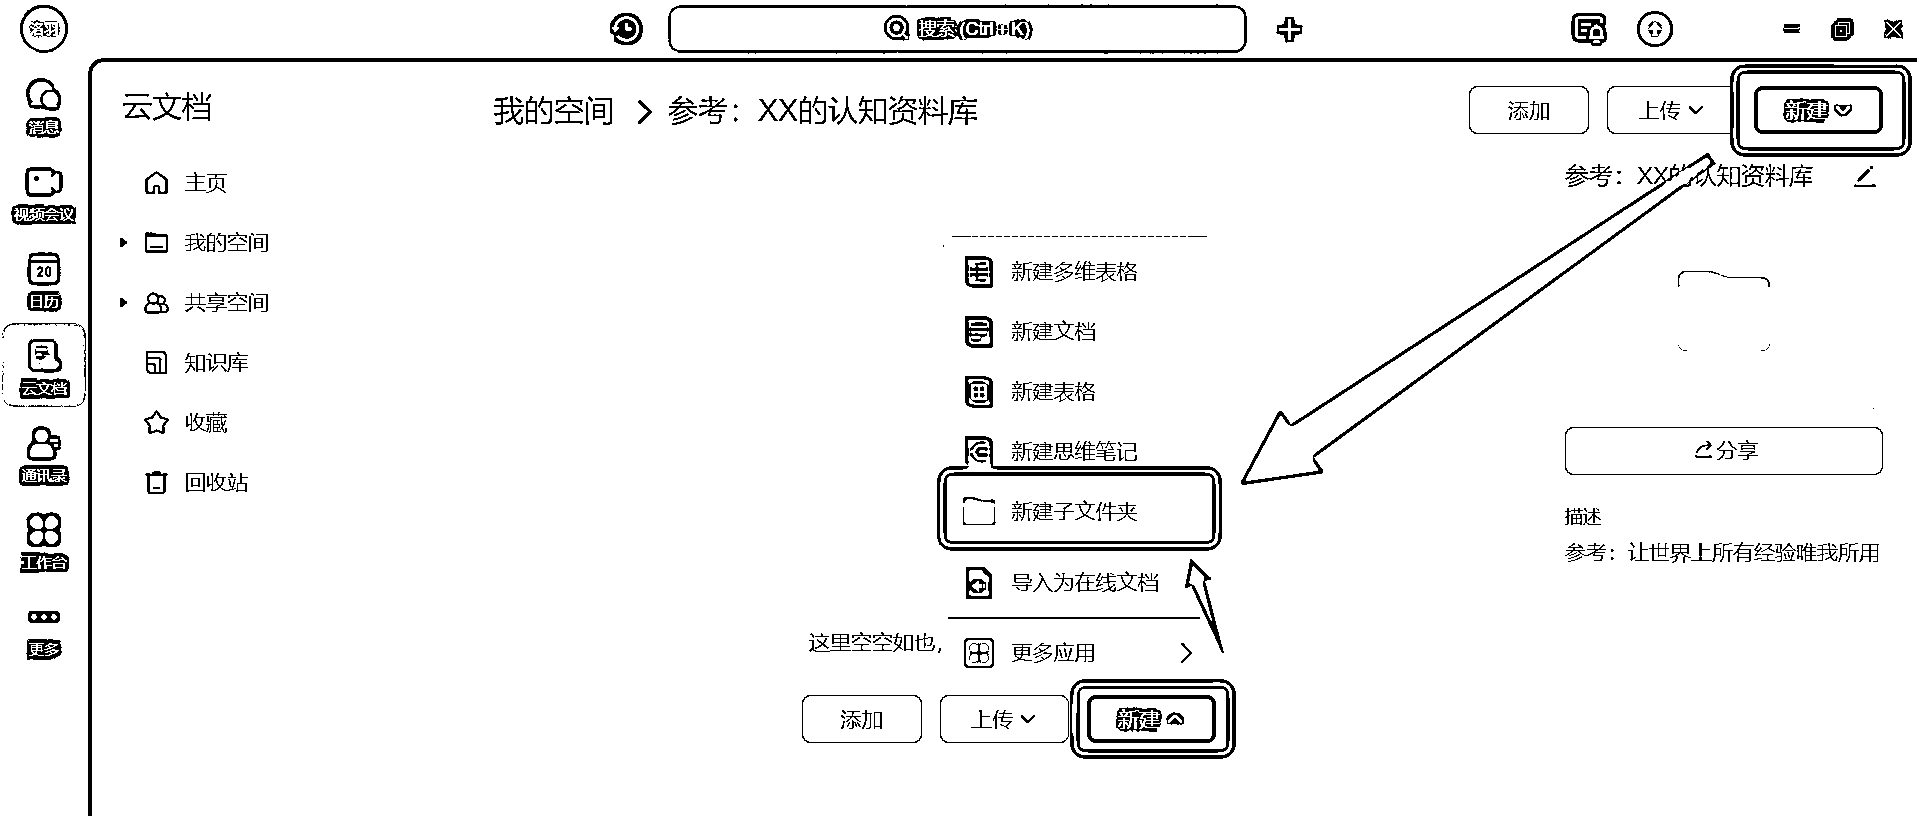 洛羽
搜索(Ctrl+K)
消息
视频会议
20
日历
云文档
通讯录
工作台
更多
云文档
主页
我的空间
共享空间
知识库
收藏
回收站
我的空间 > 参考：XX的认知资料库
添加
上传
新建
参考：XX的认知资料库
新建多维表格
新建文档
新建表格
新建思维笔记
新建子文件夹
导入为在线文档
更多应用
这里空空如也，
添加
上传
新建
分享
描述
参考：让世界上所有经验唯我所用